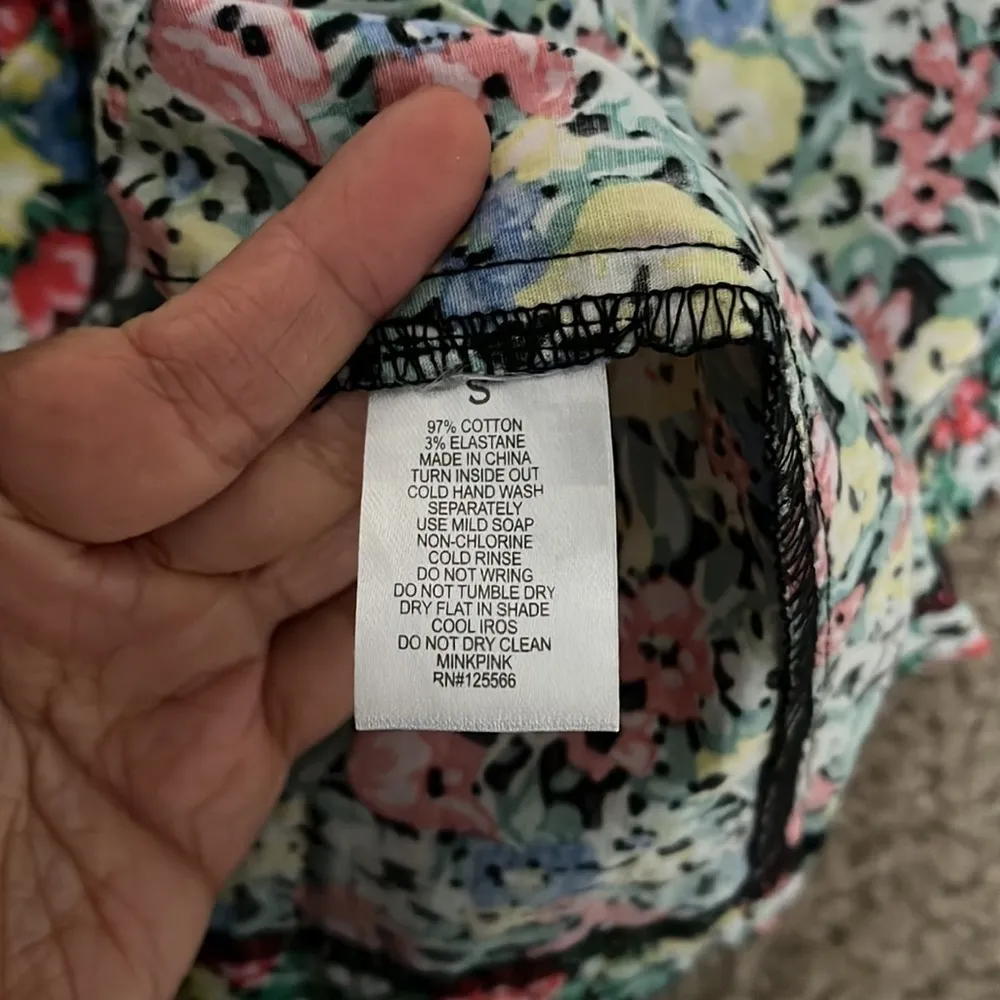 S
97% COTTON
3% ELASTANE
MADE IN CHINA
TURN INSIDE OUT
COLD HAND WASH
SEPARATELY
USE MILD SOAP
NON-CHLORINE
COLD RINSE
DO NOT WRING
DO NOT TUMBLE DRY
DRY FLAT IN SHADE
COOL IROS
DO NOT DRY CLEAN
MINKPINK
RN#125566